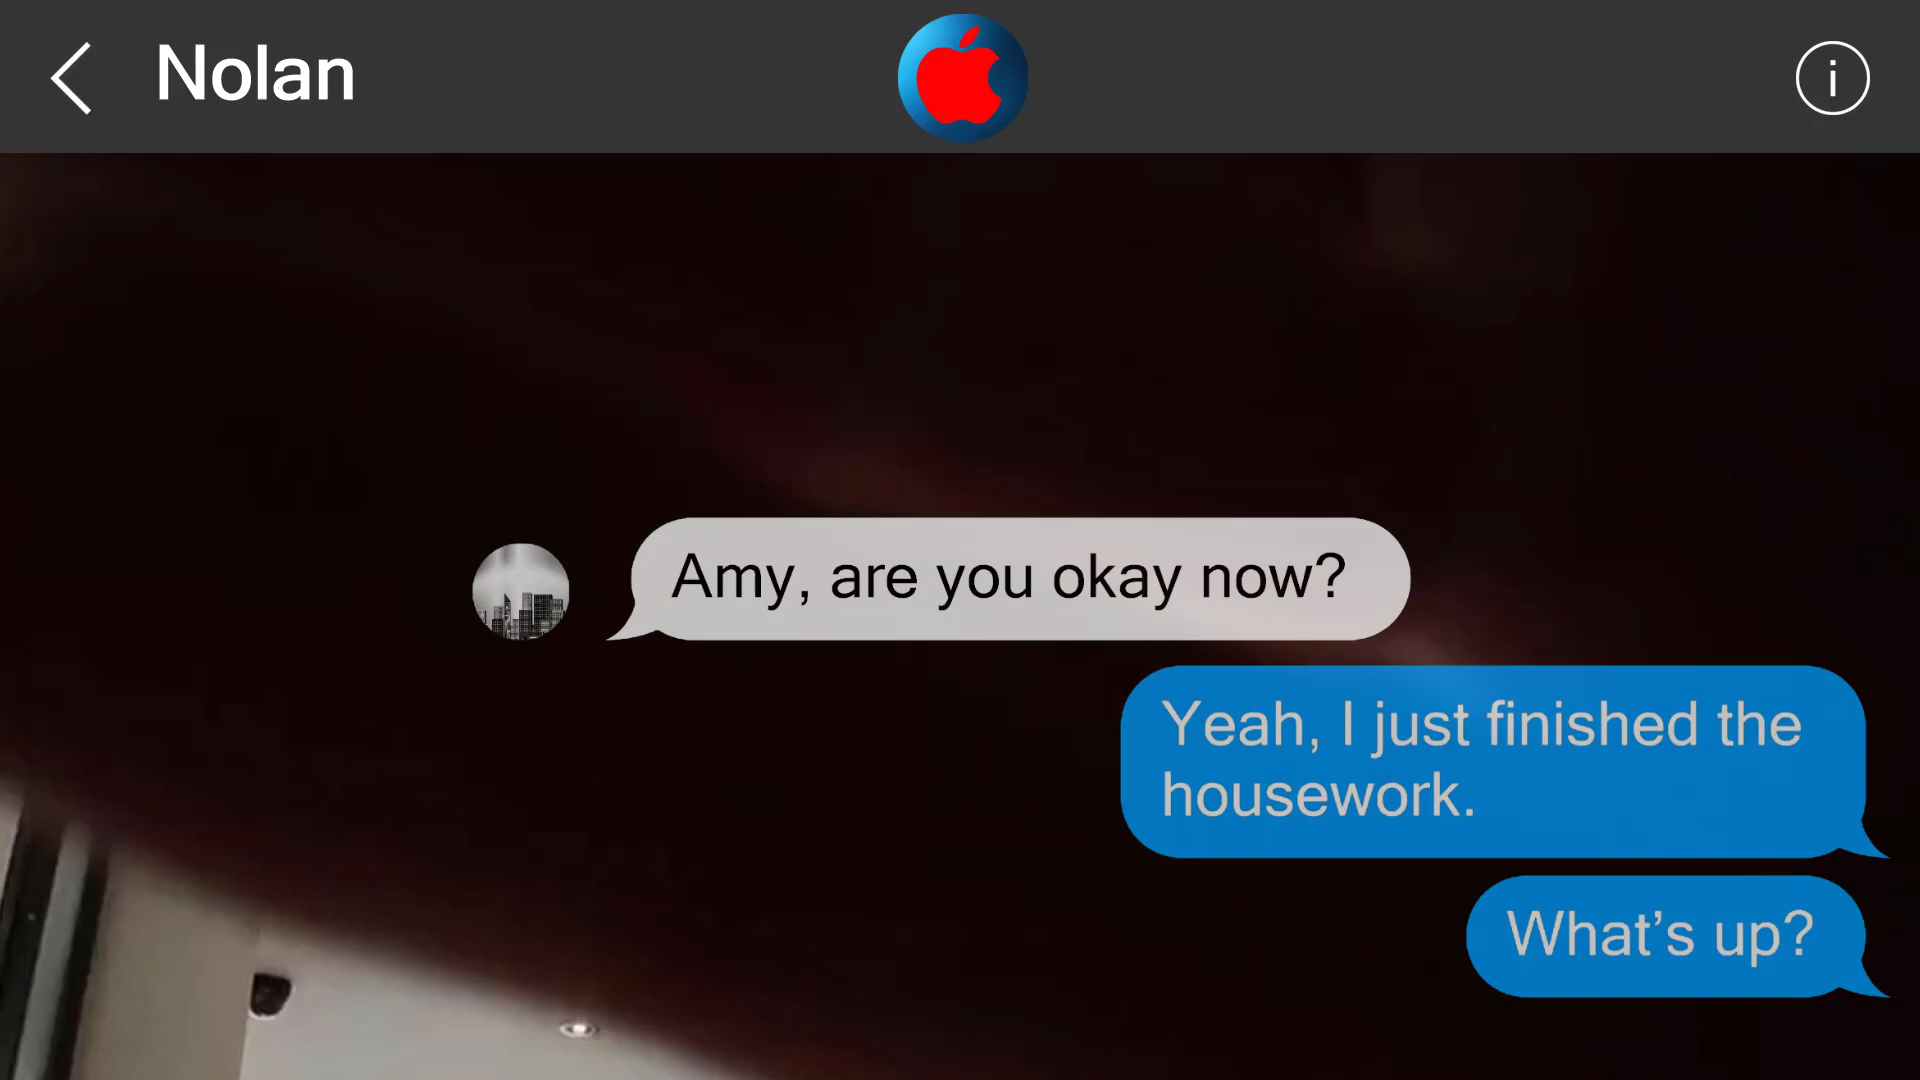 Nolan
Amy, are you okay now?
Yeah, I just finished the
housework.
What’s up?